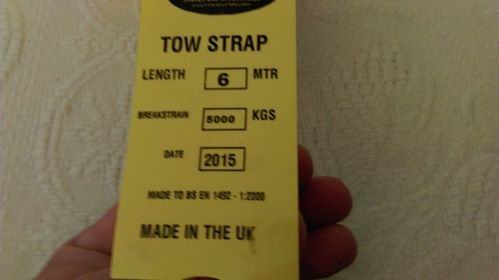 TOW STRAP
LENGTH 6 MTR
BREAKSTRAIN 5000 KGS
DATE 2015
MADE TO BS EN 1492 - 1:2000
MADE IN THE UK